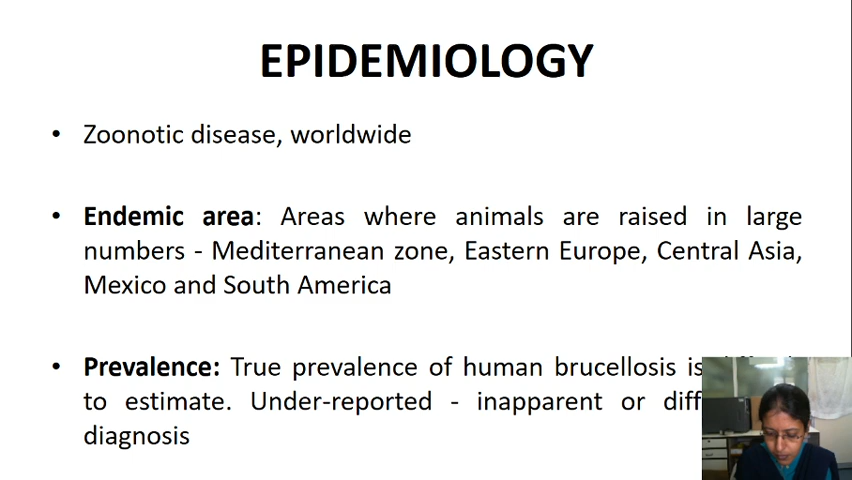 EPIDEMIOLOGY
• Zoonotic disease, worldwide
• Endemic area: Areas where animals are raised in large
numbers - Mediterranean zone, Eastern Europe, Central Asia,
Mexico and South America
• Prevalence: True prevalence of human brucellosis is
to estimate. Under-reported - inapparent or
diagnosis